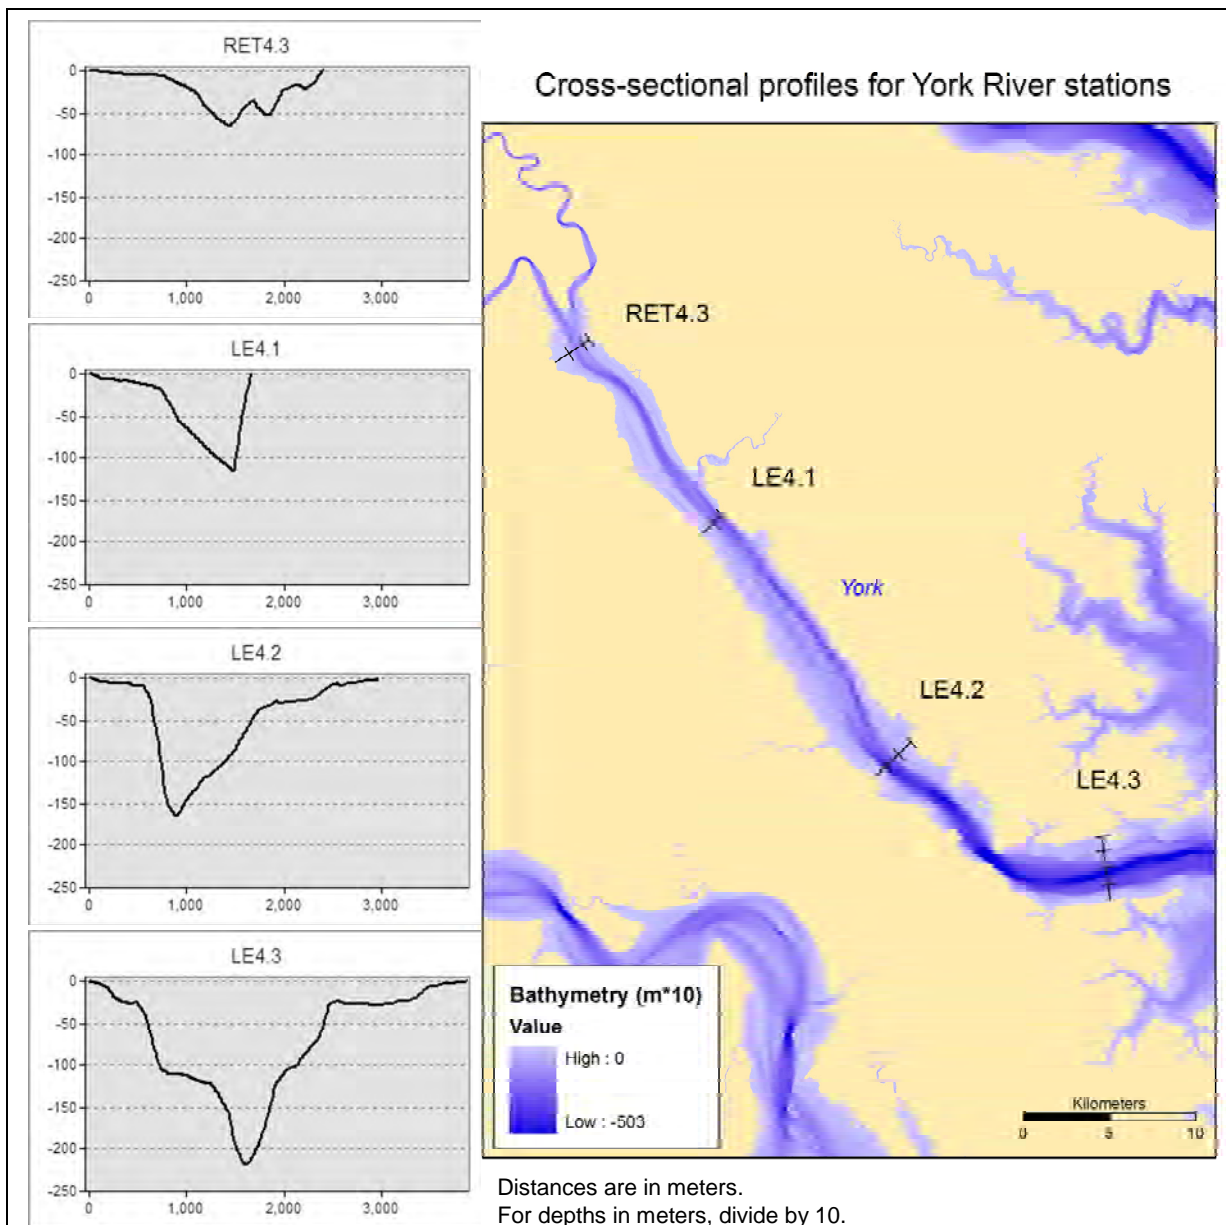 RET4.3
0
-50
-100
-150
-200
-250
0 1,000 2,000 3,000
LE4.1
0
-50
-100
-150
-200
-250
0 1,000 2,000 3,000
LE4.2
0
-50
-100
-150
-200
-250
0 1,000 2,000 3,000
LE4.3
0
-50
-100
-150
-200
-250
0 1,000 2,000 3,000
Cross-sectional profiles for York River stations
RET4.3
LE4.1
York
LE4.2
LE4.3
Bathymetry (m*10)
Value
High : 0
Low : -503
Kilometers
0 5 10
Distances are in meters.
For depths in meters, divide by 10.